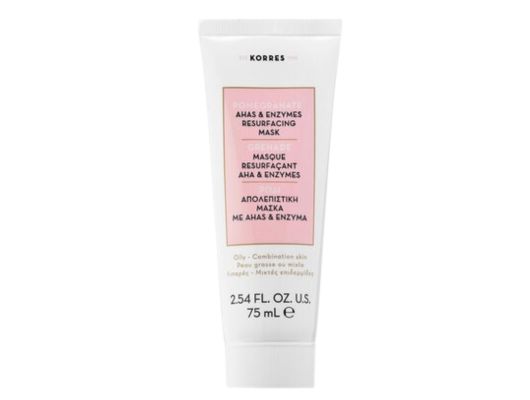 KORRES
POMEGRANATE
AHAS & ENZYMES
RESURFACING
MASK
GRENADE
MASQUE
RESURFAÇANT
AHA & ENZYMES
ΡΟΔΙ
ΑΠΟΛΕΠΙΣΤΙΚΗ
ΜΑΣΚΑ
ΜΕ AHAS & ΕΝΖΥΜΑ
Oily - Combination skin
Peau grasse ou mixte
Λιπαρές - Μικτές επιδερμίδες
2.54 FL. OZ. U.S.
75 mL ℮